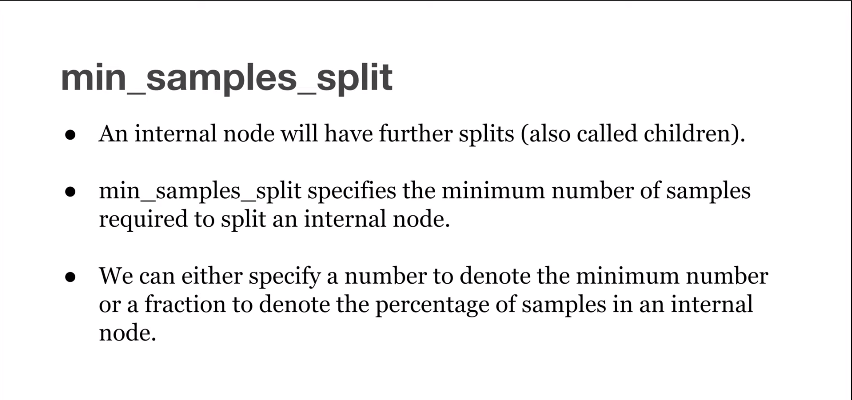 min_samples_split
● An internal node will have further splits (also called children).
● min_samples_split specifies the minimum number of samples
required to split an internal node.
● We can either specify a number to denote the minimum number
or a fraction to denote the percentage of samples in an internal
node.